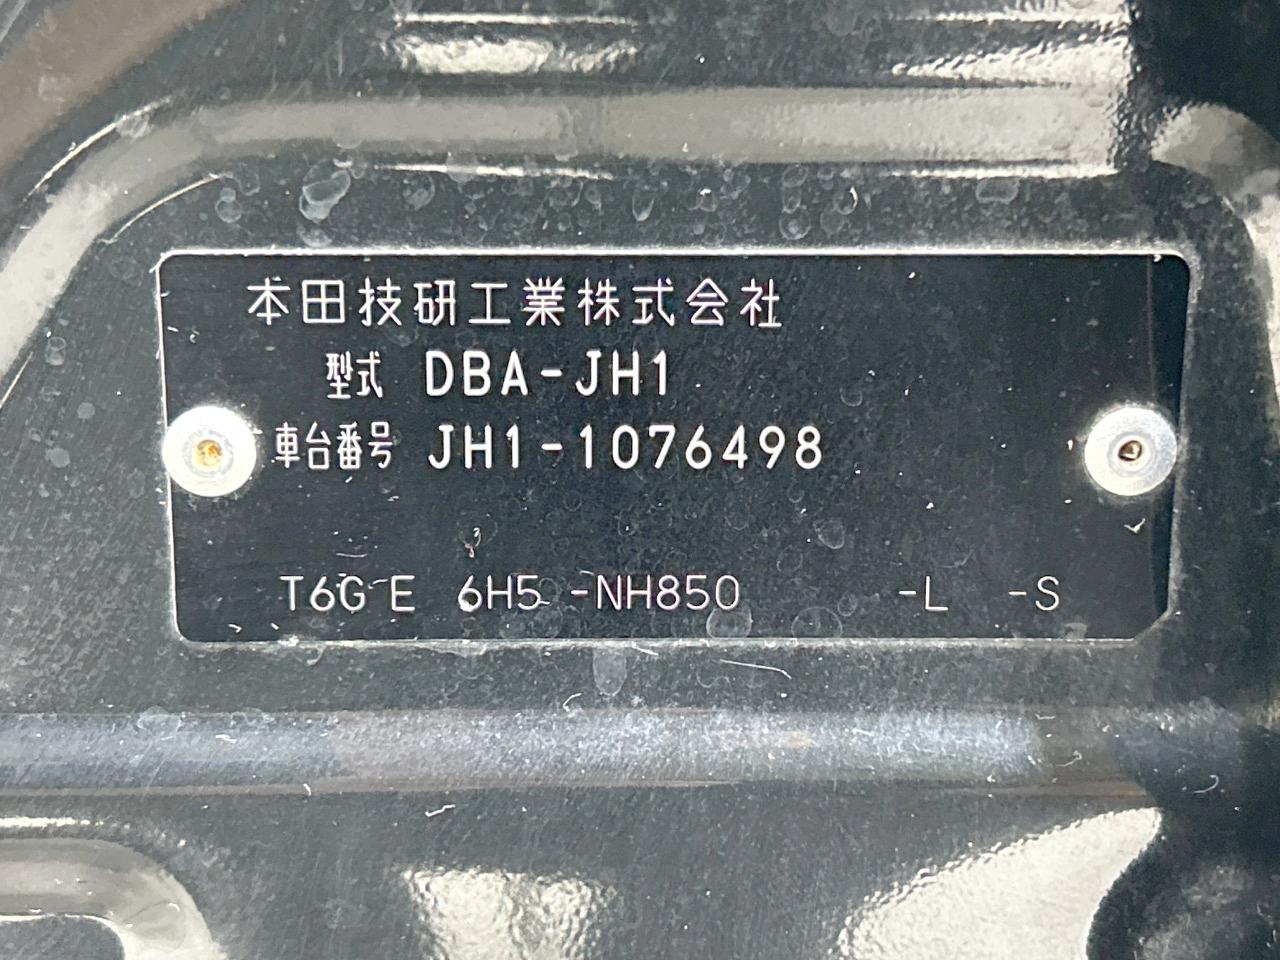 本田技研工業株式会社
型式 DBA-JH1
車台番号 JH1-1076498
T6G-E 6H5 -NH850 -L -S